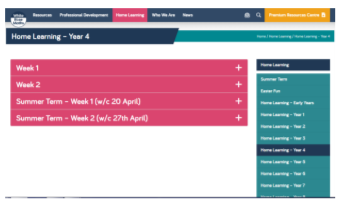 White Rose Maths
Resources Professional Development Home Learning Who We Are News Premium Resources Centre
Home Learning – Year 4
Home / Home Learning / Home Learning – Year 4
Week 1 +
Week 2 +
Summer Term – Week 1 (w/c 20 April) +
Summer Term – Week 2 (w/c 27th April) +
Home Learning
Summer Term
Easter Fun
Home Learning – Early Years
Home Learning – Year 1
Home Learning – Year 2
Home Learning – Year 3
Home Learning – Year 4
Home Learning – Year 5
Home Learning – Year 6
Home Learning – Year 7